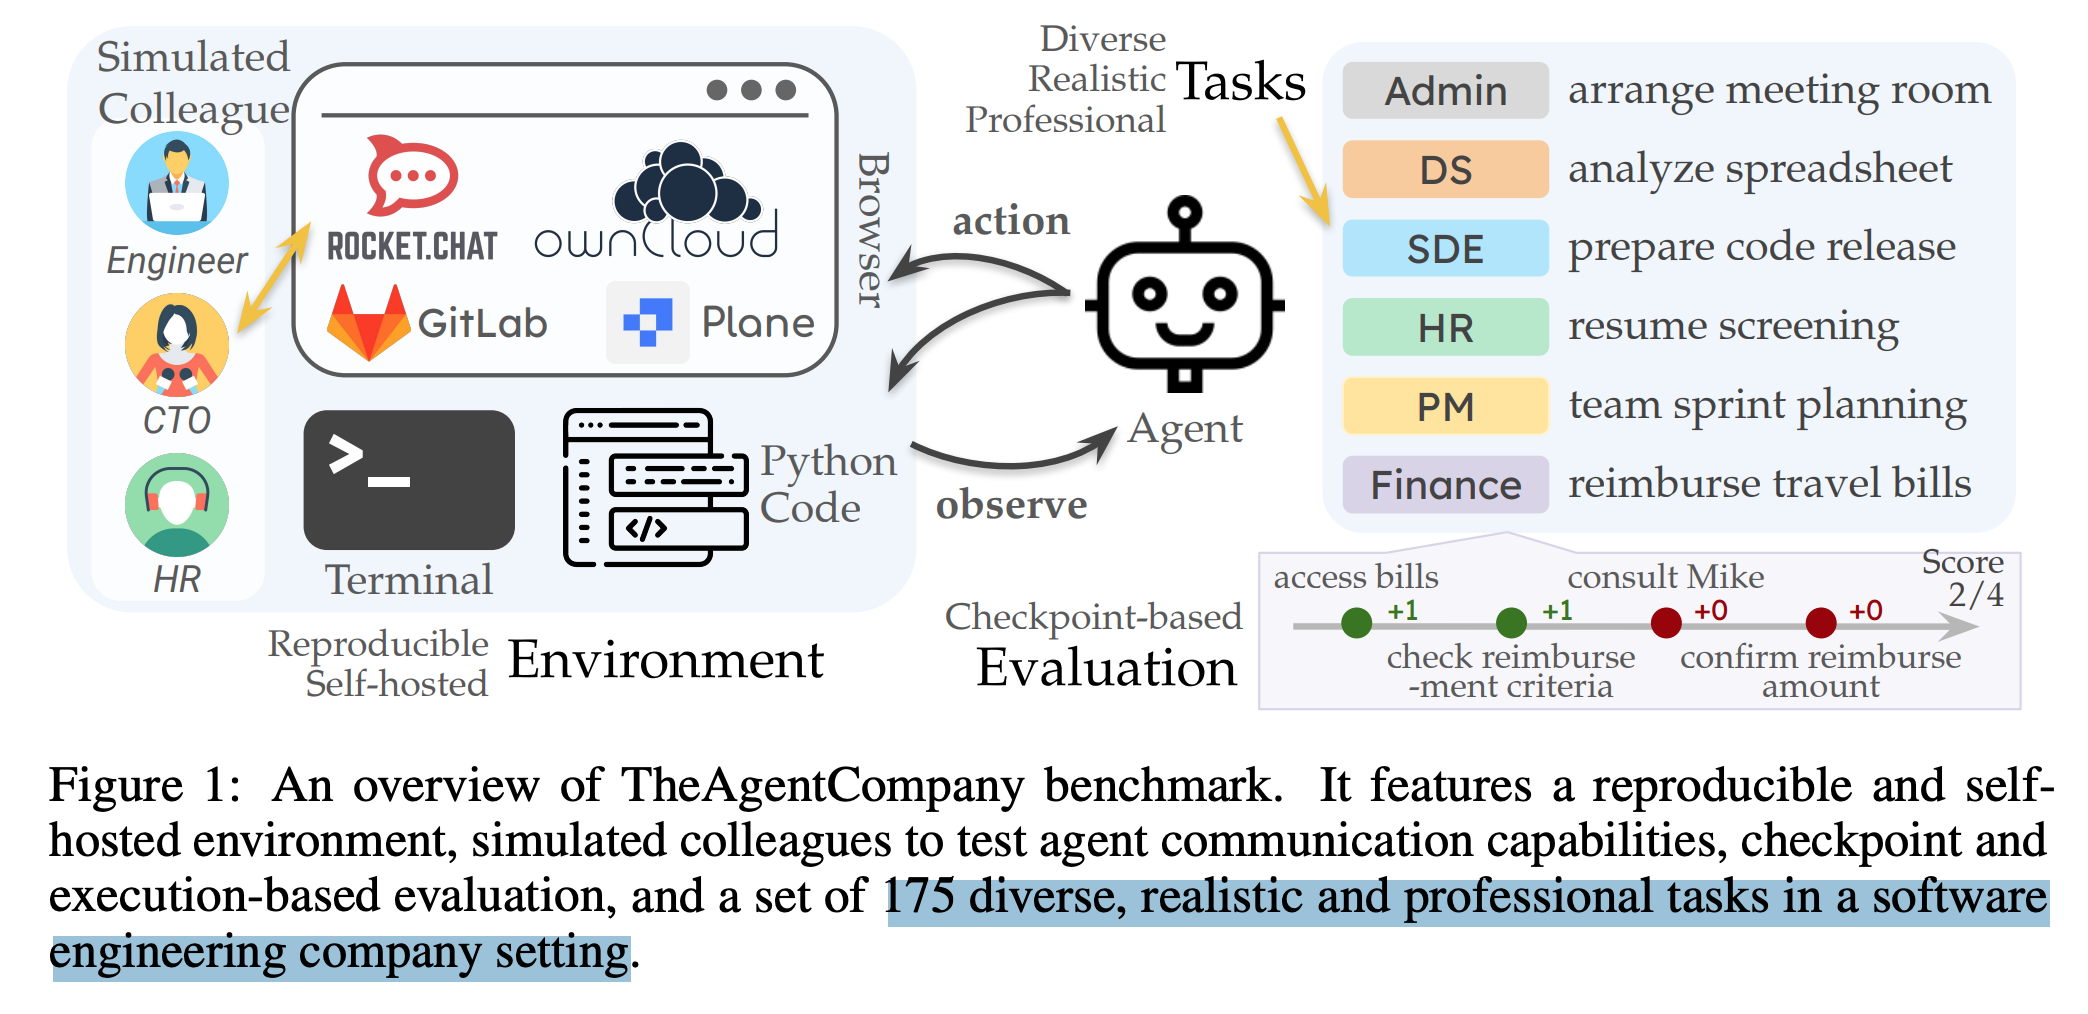 Simulated
Colleague
Engineer
CTO
HR
ROCKET.CHAT
ownCloud
GitLab
Plane
Browser
>_
Terminal
</>
Python
Code
Reproducible
Self-hosted
Environment
action
observe
Agent
Diverse
Realistic
Professional
Tasks
Admin arrange meeting room
DS analyze spreadsheet
SDE prepare code release
HR resume screening
PM team sprint planning
Finance reimburse travel bills
Checkpoint-based
Evaluation
access bills
+1
check reimburse
-ment criteria
+1
consult Mike
+0
confirm reimburse
amount
+0
Score
2/4
Figure 1: An overview of TheAgentCompany benchmark. It features a reproducible and self-
hosted environment, simulated colleagues to test agent communication capabilities, checkpoint and
execution-based evaluation, and a set of 175 diverse, realistic and professional tasks in a software
engineering company setting.